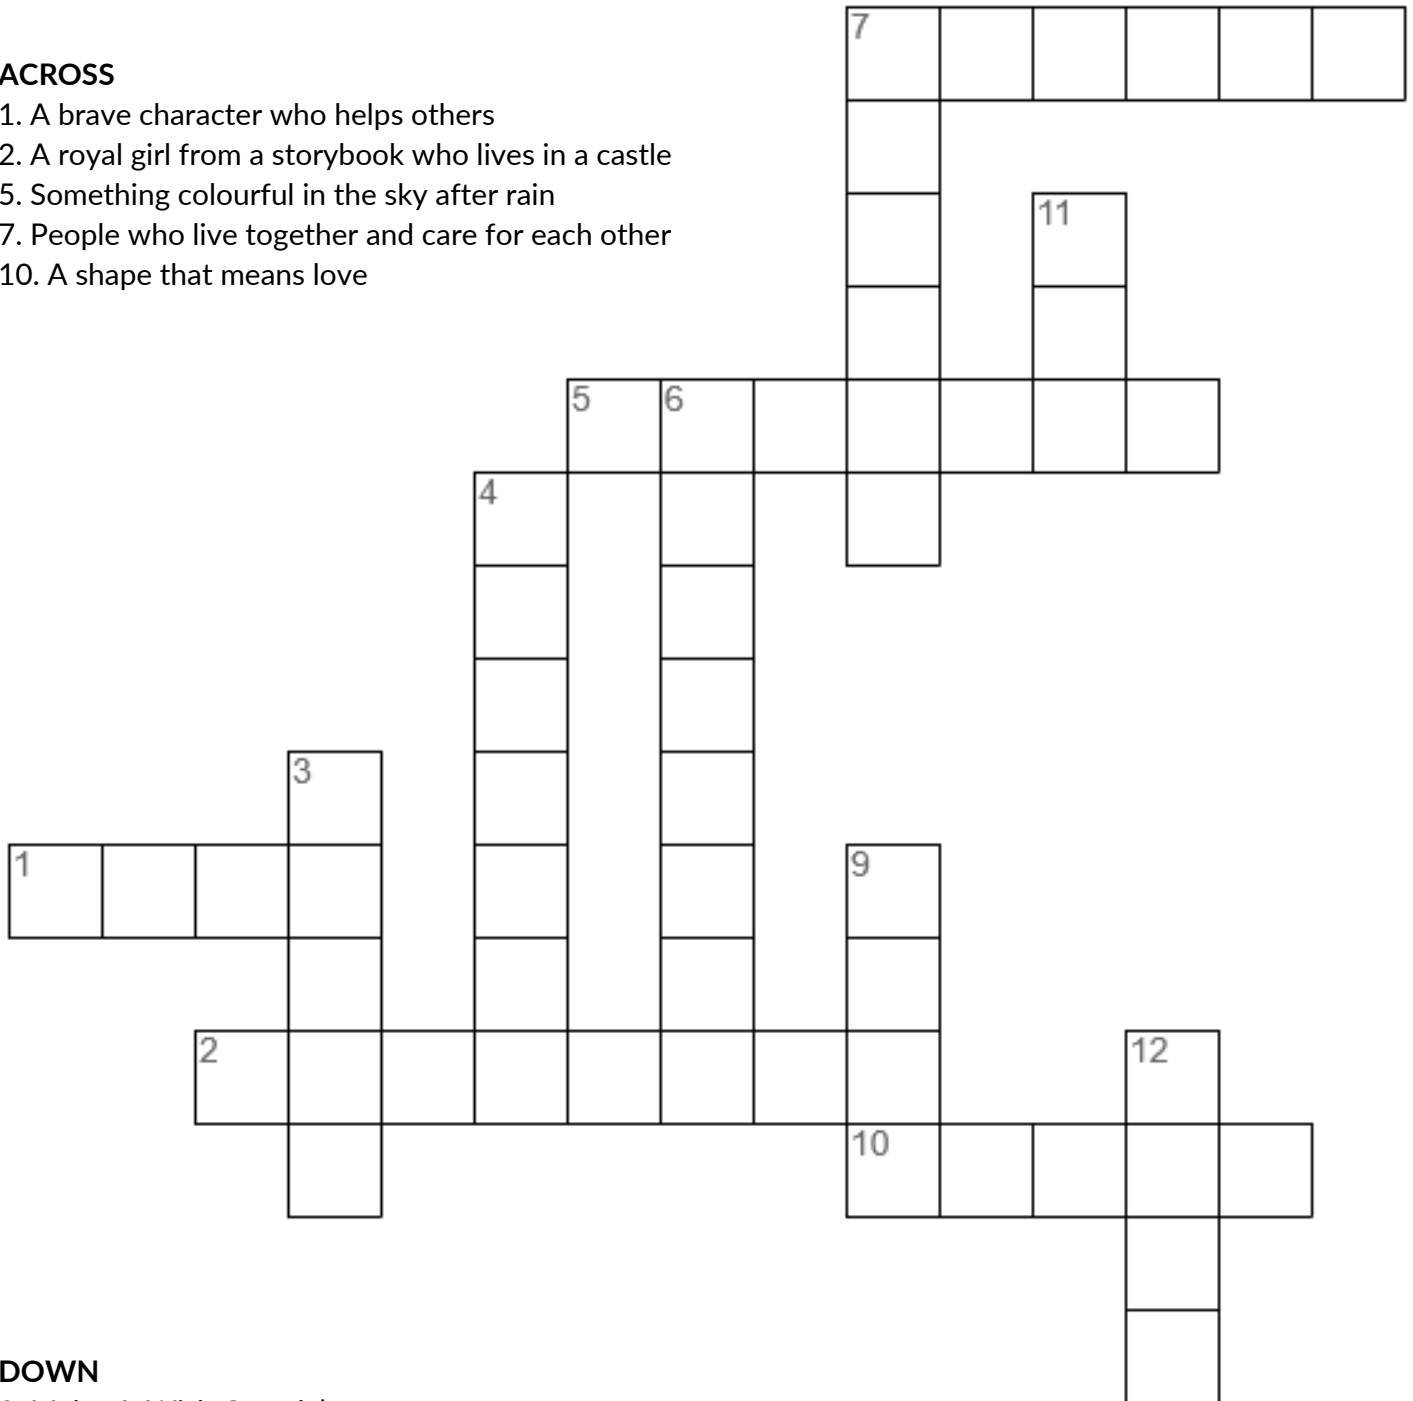 7
ACROSS
1. A brave character who helps others
2. A royal girl from a storybook who lives in a castle
5. Something colourful in the sky after rain
7. People who live together and care for each other
10. A shape that means love
11
5 6
4
3
1 9
2 12
10
DOWN